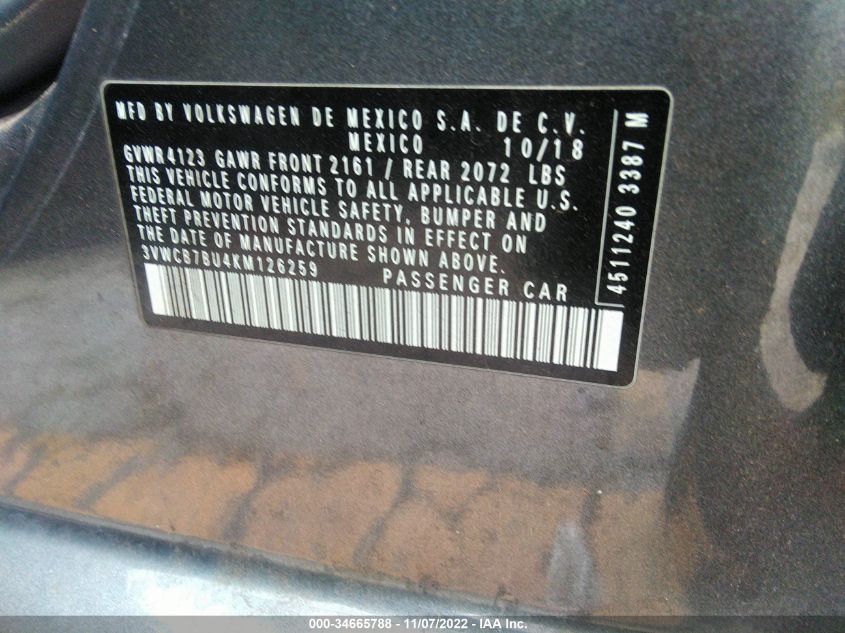 MFD BY VOLKSWAGEN DE MEXICO S.A. DE C.V.
MEXICO 10/18
GVWR4123 GAWR FRONT 2161 / REAR 2072 LBS
THIS VEHICLE CONFORMS TO ALL APPLICABLE U.S.
FEDERAL MOTOR VEHICLE SAFETY, BUMPER AND
THEFT PREVENTION STANDARDS IN EFFECT ON
THE DATE OF MANUFACTURE SHOWN ABOVE.
3VWCB7BU4KM126259 PASSENGER CAR
4511240 3387 M
000-34665788 - 11/07/2022 - IAAI.com